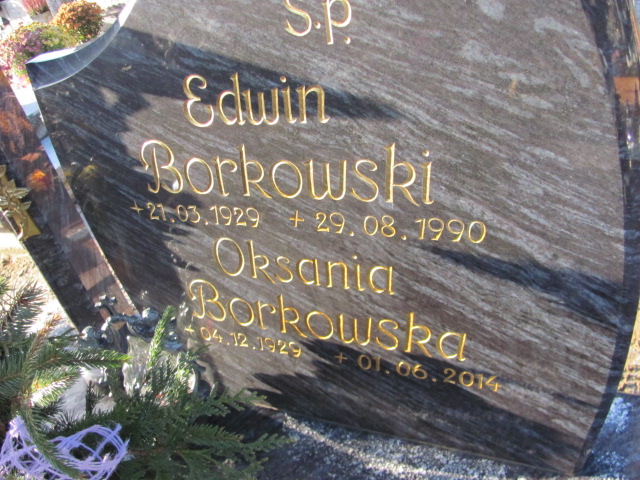 Ś.P.
Edwin
Borkowski
+21.03.1929 +29.08.1990
Oksania
Borkowska
+04.12.1929 +01.06.2014